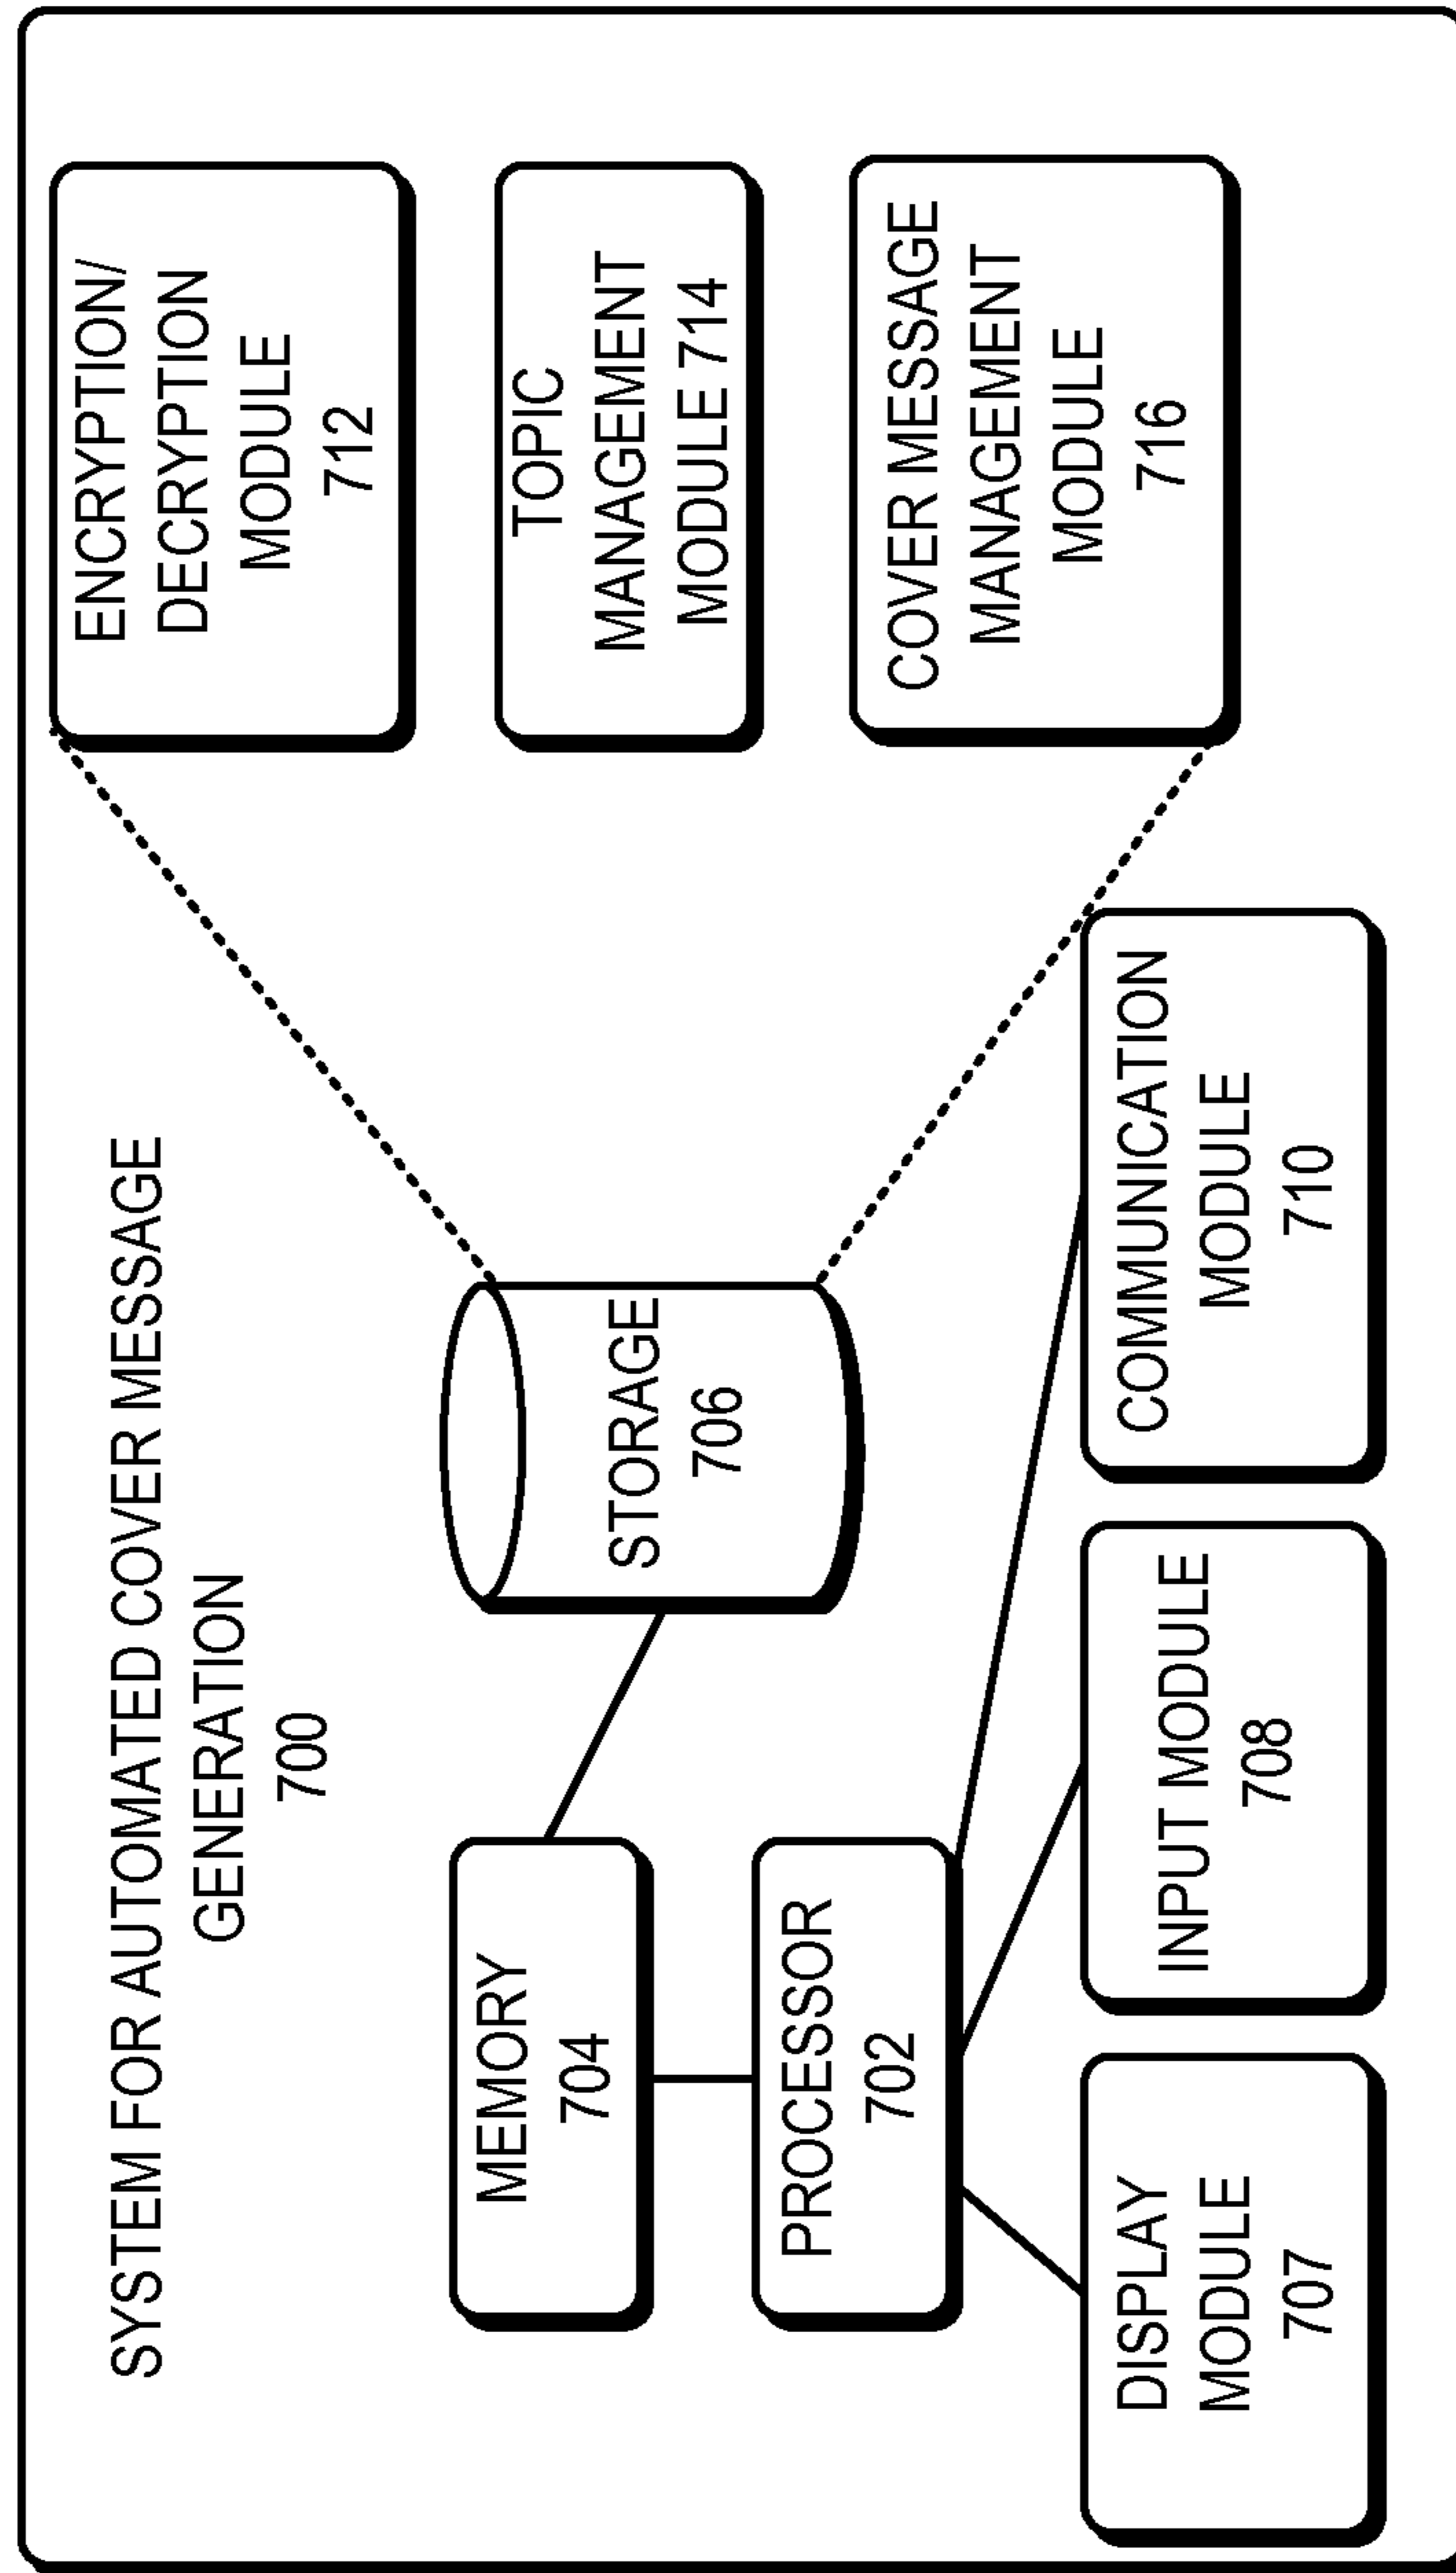 SYSTEM FOR AUTOMATED COVER MESSAGE
GENERATION
700
MEMORY
704
PROCESSOR
702
STORAGE
706
DISPLAY
MODULE
707
INPUT MODULE
708
COMMUNICATION
MODULE
710
ENCRYPTION/
DECRYPTION
MODULE
712
TOPIC
MANAGEMENT
MODULE 714
COVER MESSAGE
MANAGEMENT
MODULE
716